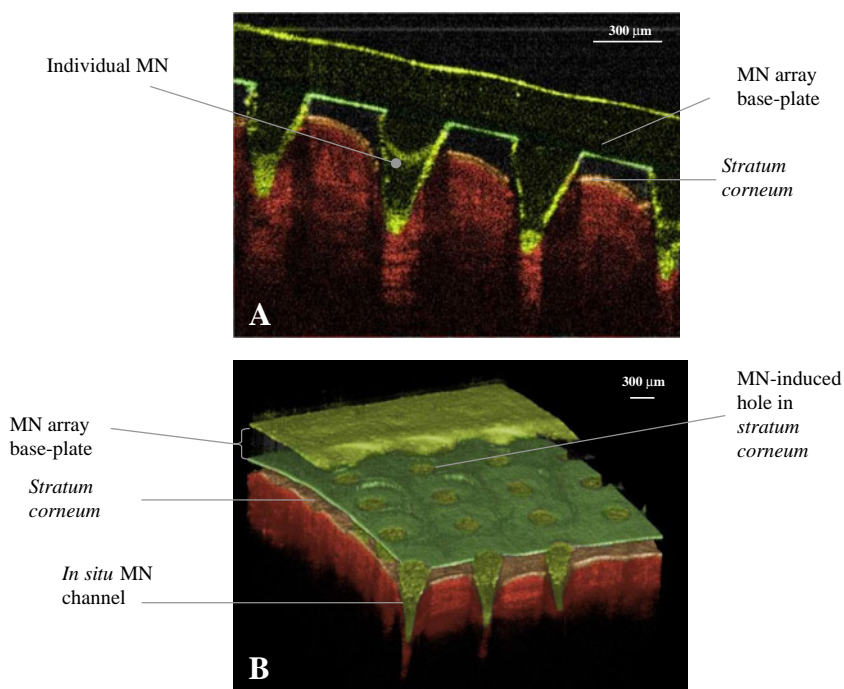 300 µm
Individual MN
MN array
base-plate
Stratum
corneum
A
300 µm
MN-induced
hole in
stratum
corneum
MN array
base-plate
Stratum
corneum
In situ MN
channel
B